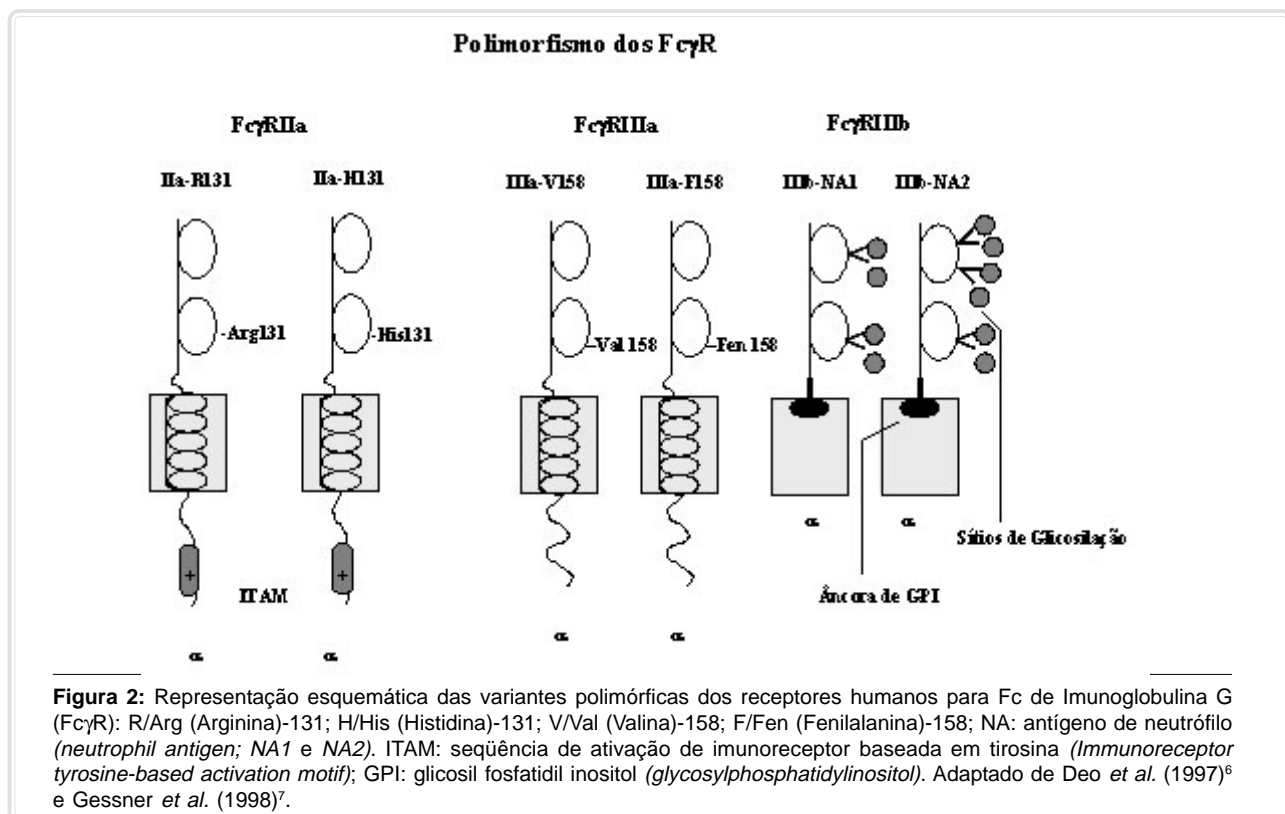 Polimorfismo dos FcγR
FcγRIIa
FcγRIIIa
FcγRIIIb
IIa-R131
IIa-H131
IIIa-V158
IIIa-F158
IIIb-NA1
IIIb-NA2
-Arg131
-His131
-Val 158
-Fen 158
+
+
ITAM
α
α
α
α
α
α
Sítios de Glicosilação
Âncora de GPI
Figura 2: Representação esquemática das variantes polimórficas dos receptores humanos para Fc de Imunoglobulina G
(FcγR): R/Arg (Arginina)-131; H/His (Histidina)-131; V/Val (Valina)-158; F/Fen (Fenilalanina)-158; NA: antígeno de neutrófilo
(neutrophil antigen; NA1 e NA2). ITAM: seqüência de ativação de imunoreceptor baseada em tirosina (Immunoreceptor
tyrosine-based activation motif); GPI: glicosil fosfatidil inositol (glycosylphosphatidylinositol). Adaptado de Deo et al. (1997)⁶
e Gessner et al. (1998)⁷.